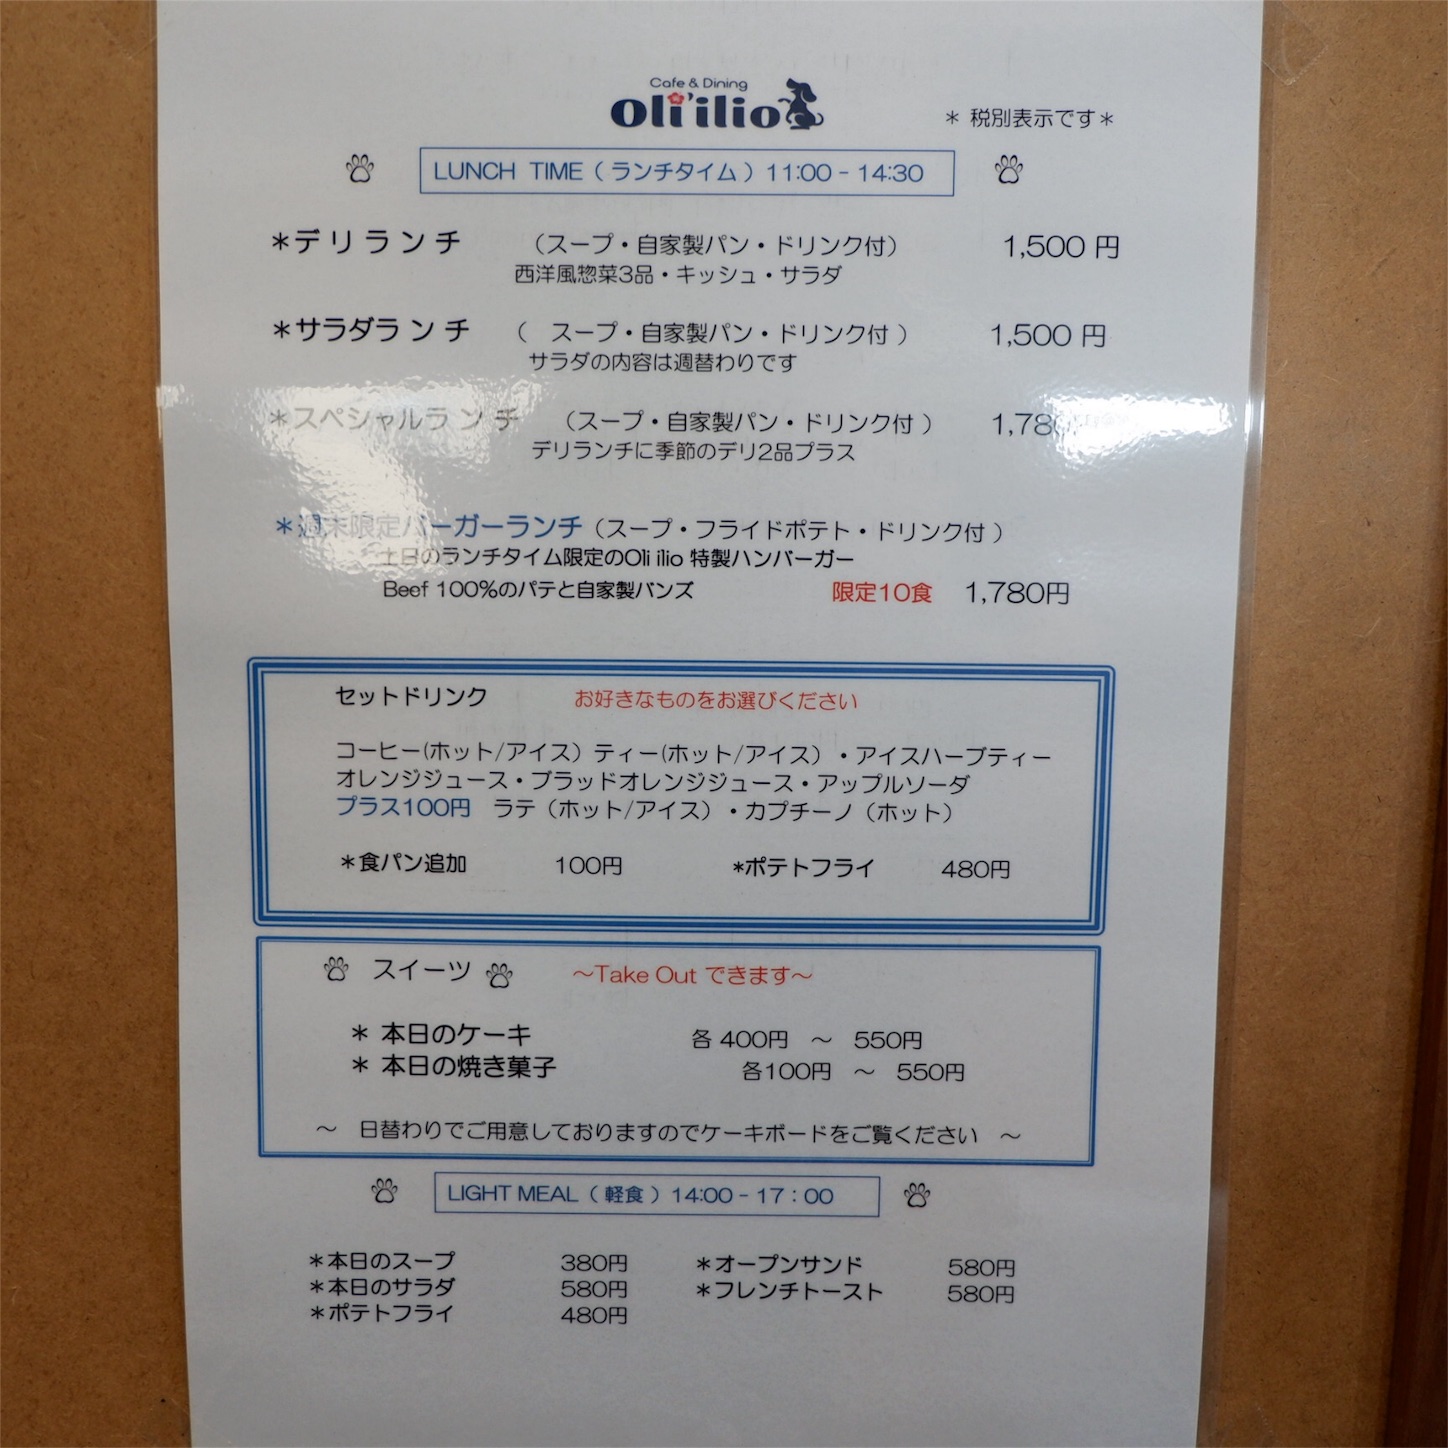 Cafe & Dining
Oli'ilio
＊ 税別表示です＊
LUNCH TIME（ランチタイム）11:00 - 14:30
＊デリランチ （スープ・自家製パン・ドリンク付） 1,500 円
西洋風惣菜3品・キッシュ・サラダ
＊サラダランチ （ スープ・自家製パン・ドリンク付 ） 1,500 円
サラダの内容は週替わりです
＊スペシャルランチ （スープ・自家製パン・ドリンク付 ） 1,780
デリランチに季節のデリ2品プラス
＊週末限定バーガーランチ（スープ・フライドポテト・ドリンク付 ）
土日のランチタイム限定のOli ilio 特製ハンバーガー
Beef 100%のパテと自家製バンズ 限定10食 1,780円
セットドリンク お好きなものをお選びください
コーヒー(ホット/アイス）ティー(ホット/アイス）・アイスハーブティー
オレンジジュース・ブラッドオレンジジュース・アップルソーダ
プラス100円 ラテ（ホット/アイス）・カプチーノ（ホット）
＊食パン追加 100円 *ポテトフライ 480円
スイーツ ～Take Out できます～
＊ 本日のケーキ 各 400円 ～ 550円
＊ 本日の焼き菓子 各100円 ～ 550円
～ 日替わりでご用意しておりますのでケーキボードをご覧ください ～
LIGHT MEAL（ 軽食 ）14:00 - 17：00
＊本日のスープ 380円 ＊オープンサンド 580円
＊本日のサラダ 580円 ＊フレンチトースト 580円
＊ポテトフライ 480円